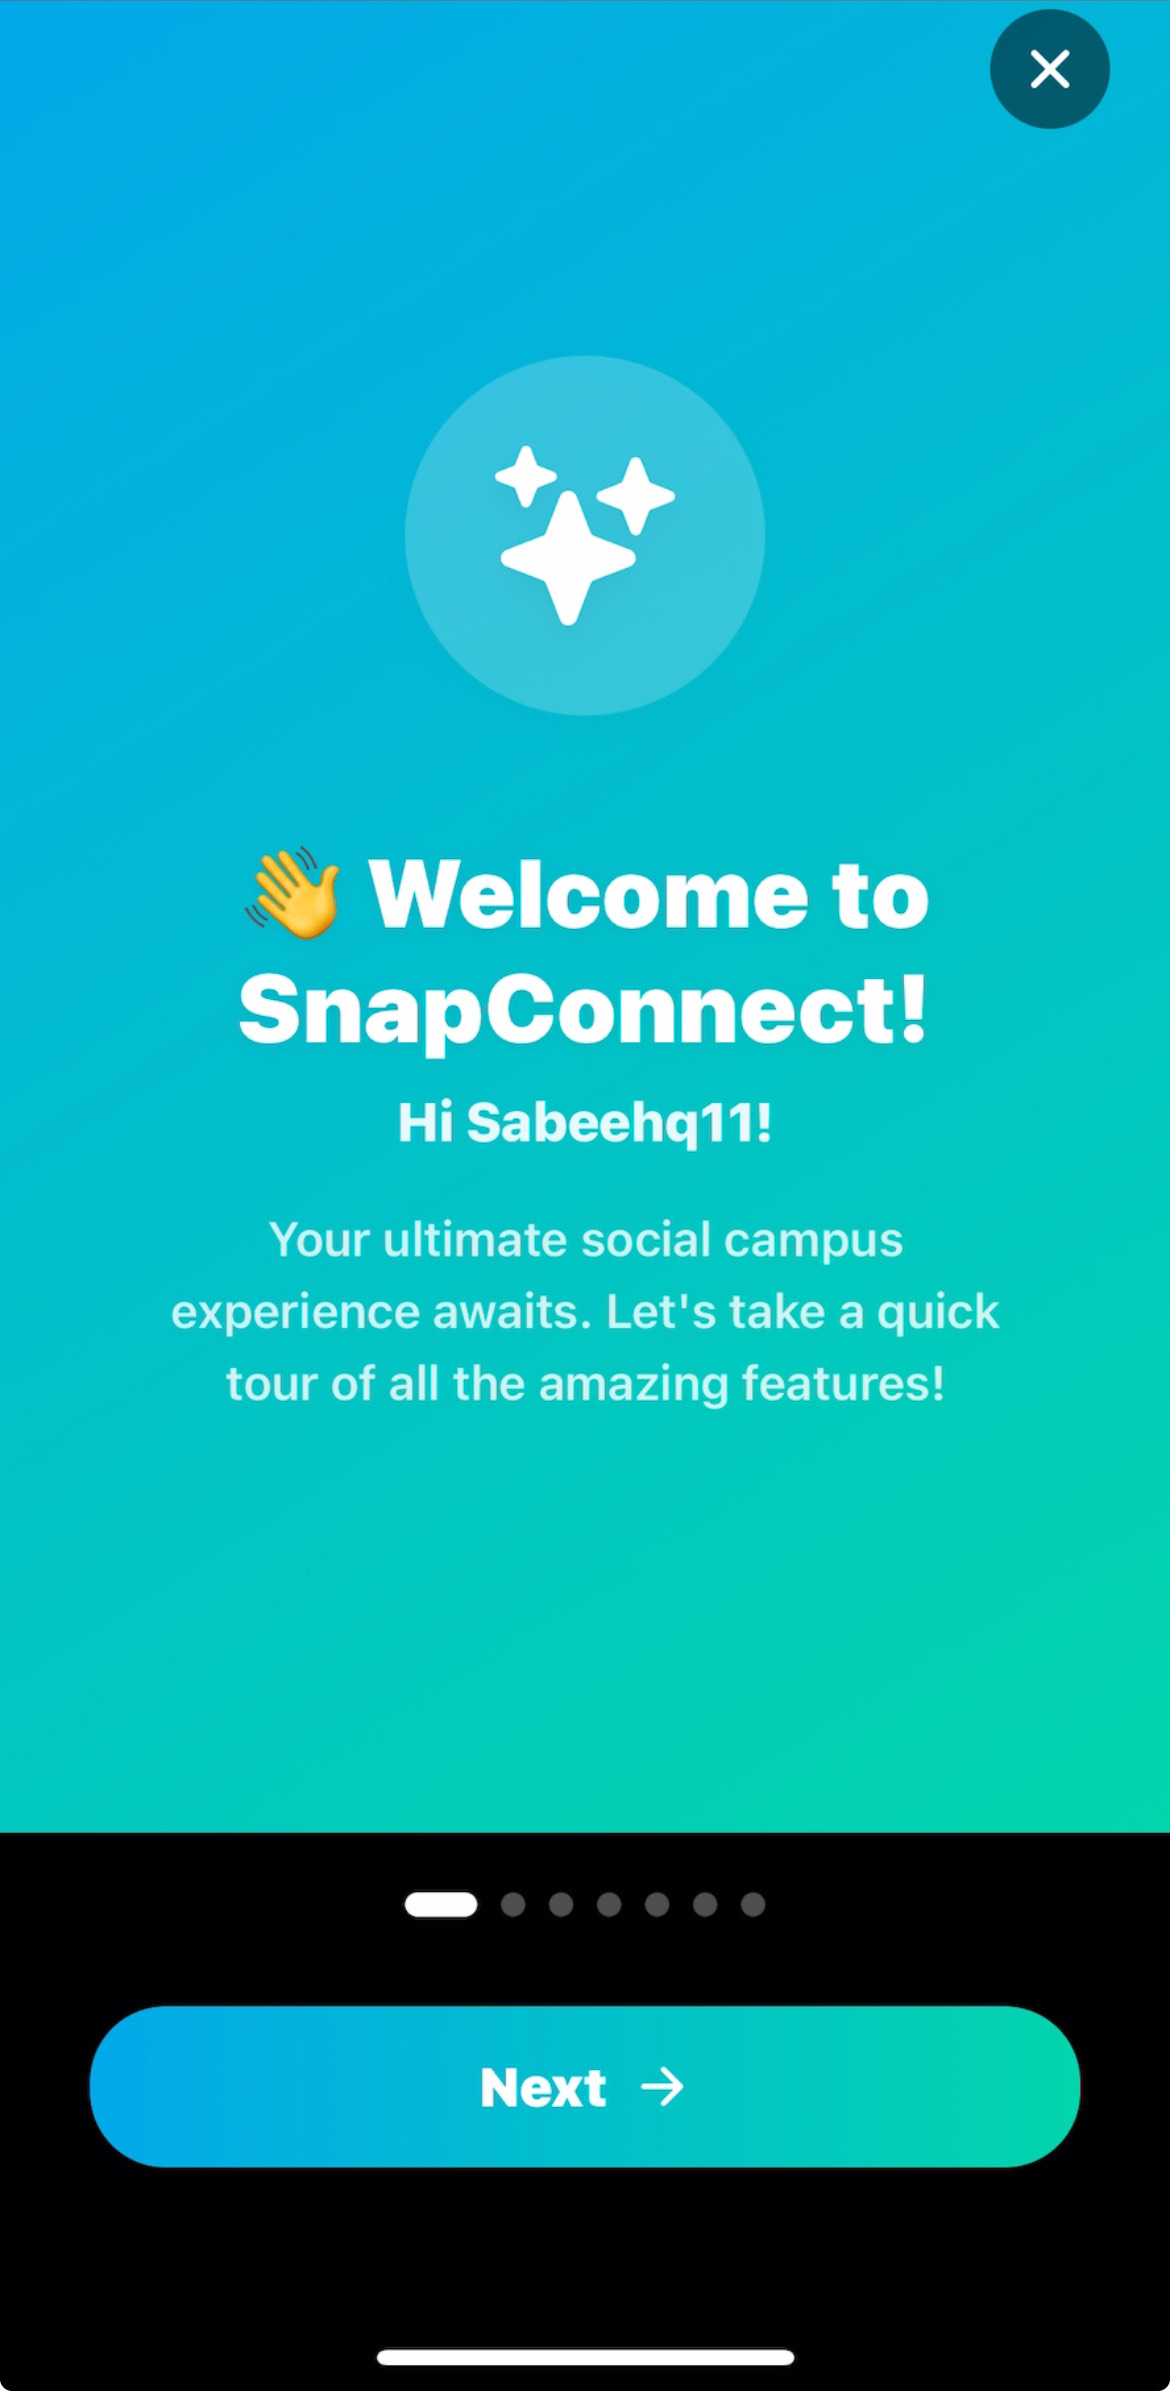 👋 Welcome to
SnapConnect!
Hi Sabeehq11!
Your ultimate social campus
experience awaits. Let's take a quick
tour of all the amazing features!
Next →